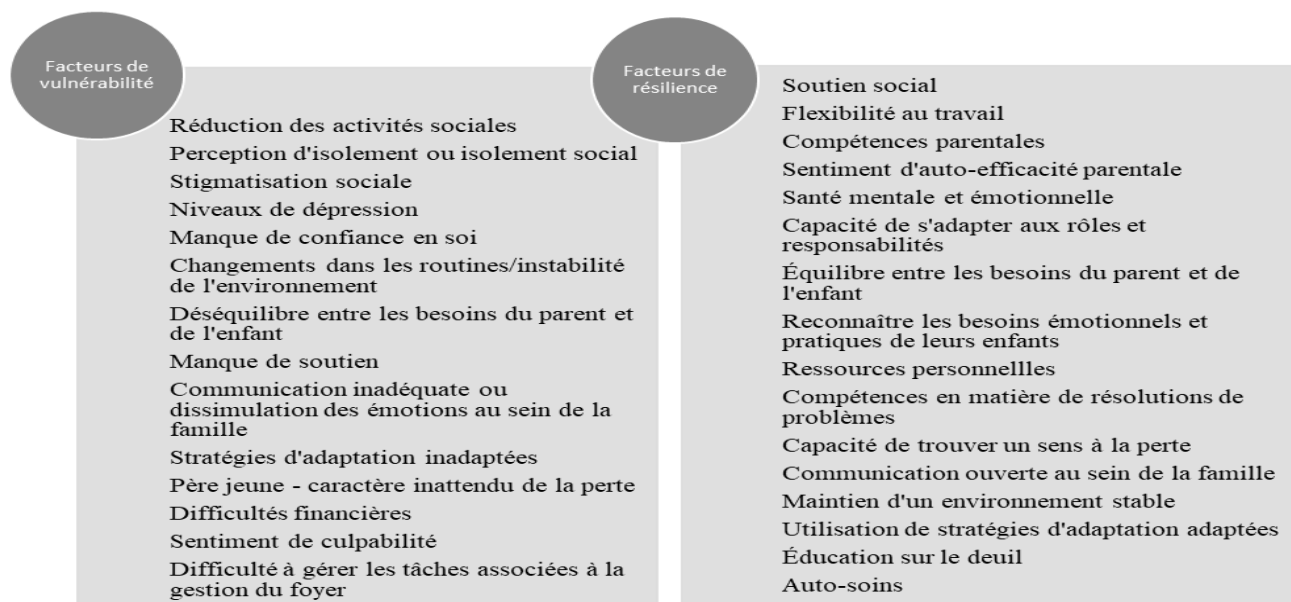 Facteurs de
vulnérabilité
Réduction des activités sociales
Perception d'isolement ou isolement social
Stigmatisation sociale
Niveaux de dépression
Manque de confiance en soi
Changements dans les routines/instabilité
de l'environnement
Déséquilibre entre les besoins du parent et
de l'enfant
Manque de soutien
Communication inadéquate ou
dissimulation des émotions au sein de la
famille
Stratégies d'adaptation inadaptées
Père jeune - caractère inattendu de la perte
Difficultés financières
Sentiment de culpabilité
Difficulté à gérer les tâches associées à la
gestion du foyer
Facteurs de
résilience
Soutien social
Flexibilité au travail
Compétences parentales
Sentiment d'auto-efficacité parentale
Santé mentale et émotionnelle
Capacité de s'adapter aux rôles et
responsabilités
Équilibre entre les besoins du parent et de
l'enfant
Reconnaître les besoins émotionnels et
pratiques de leurs enfants
Ressources personnellles
Compétences en matière de résolutions de
problèmes
Capacité de trouver un sens à la perte
Communication ouverte au sein de la famille
Maintien d'un environnement stable
Utilisation de stratégies d'adaptation adaptées
Éducation sur le deuil
Auto-soins